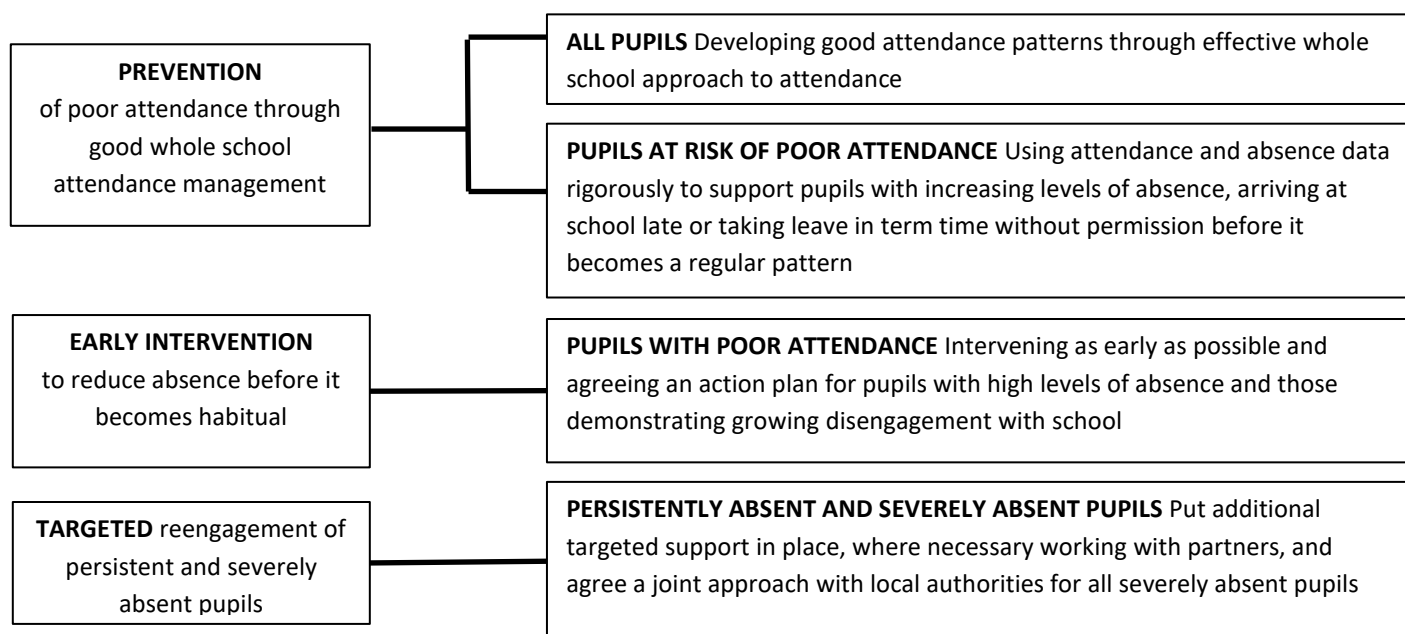 PREVENTION
of poor attendance through
good whole school
attendance management
ALL PUPILS Developing good attendance patterns through effective whole
school approach to attendance
PUPILS AT RISK OF POOR ATTENDANCE Using attendance and absence data
rigorously to support pupils with increasing levels of absence, arriving at
school late or taking leave in term time without permission before it
becomes a regular pattern
EARLY INTERVENTION
to reduce absence before it
becomes habitual
PUPILS WITH POOR ATTENDANCE Intervening as early as possible and
agreeing an action plan for pupils with high levels of absence and those
demonstrating growing disengagement with school
TARGETED reengagement of
persistent and severely
absent pupils
PERSISTENTLY ABSENT AND SEVERELY ABSENT PUPILS Put additional
targeted support in place, where necessary working with partners, and
agree a joint approach with local authorities for all severely absent pupils